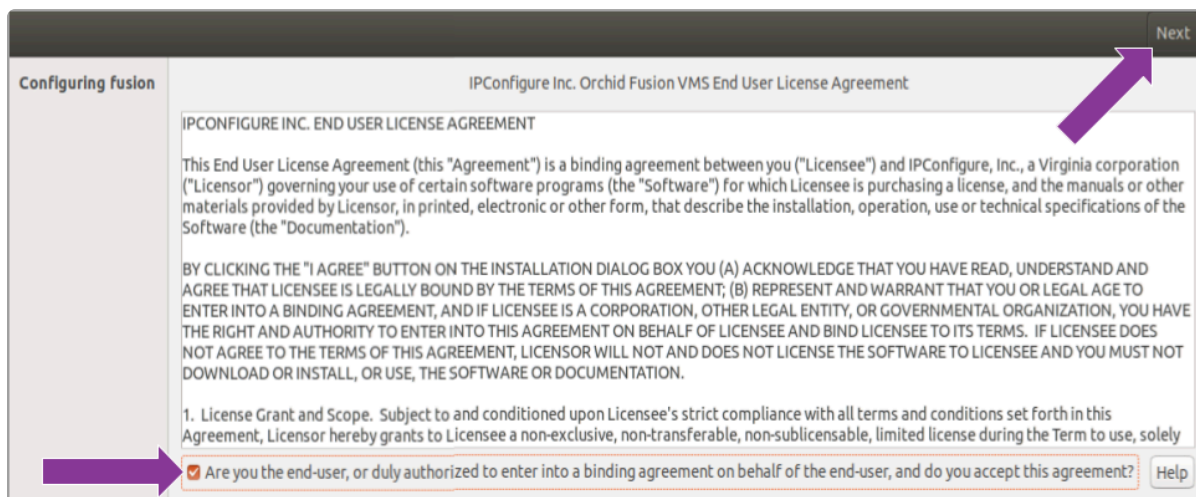 Next
Configuring fusion
IPConfigure Inc. Orchid Fusion VMS End User License Agreement
IPCONFIGURE INC. END USER LICENSE AGREEMENT
This End User License Agreement (this "Agreement") is a binding agreement between you ("Licensee") and IPConfigure, Inc., a Virginia corporation
("Licensor") governing your use of certain software programs (the "Software") for which Licensee is purchasing a license, and the manuals or other
materials provided by Licensor, in printed, electronic or other form, that describe the installation, operation, use or technical specifications of the
Software (the "Documentation").
BY CLICKING THE "I AGREE" BUTTON ON THE INSTALLATION DIALOG BOX YOU (A) ACKNOWLEDGE THAT YOU HAVE READ, UNDERSTAND AND
AGREE THAT LICENSEE IS LEGALLY BOUND BY THE TERMS OF THIS AGREEMENT; (B) REPRESENT AND WARRANT THAT YOU OR LEGAL AGE TO
ENTER INTO A BINDING AGREEMENT, AND IF LICENSEE IS A CORPORATION, OTHER LEGAL ENTITY, OR GOVERNMENTAL ORGANIZATION, YOU HAVE
THE RIGHT AND AUTHORITY TO ENTER INTO THIS AGREEMENT ON BEHALF OF LICENSEE AND BIND LICENSEE TO ITS TERMS.  IF LICENSEE DOES
NOT AGREE TO THE TERMS OF THIS AGREEMENT, LICENSOR WILL NOT AND DOES NOT LICENSE THE SOFTWARE TO LICENSEE AND YOU MUST NOT
DOWNLOAD OR INSTALL, OR USE, THE SOFTWARE OR DOCUMENTATION.
1.  License Grant and Scope.  Subject to and conditioned upon Licensee's strict compliance with all terms and conditions set forth in this
Agreement, Licensor hereby grants to Licensee a non-exclusive, non-transferable, non-sublicensable, limited license during the Term to use, solely
Are you the end-user, or duly authorized to enter into a binding agreement on behalf of the end-user, and do you accept this agreement?
Help